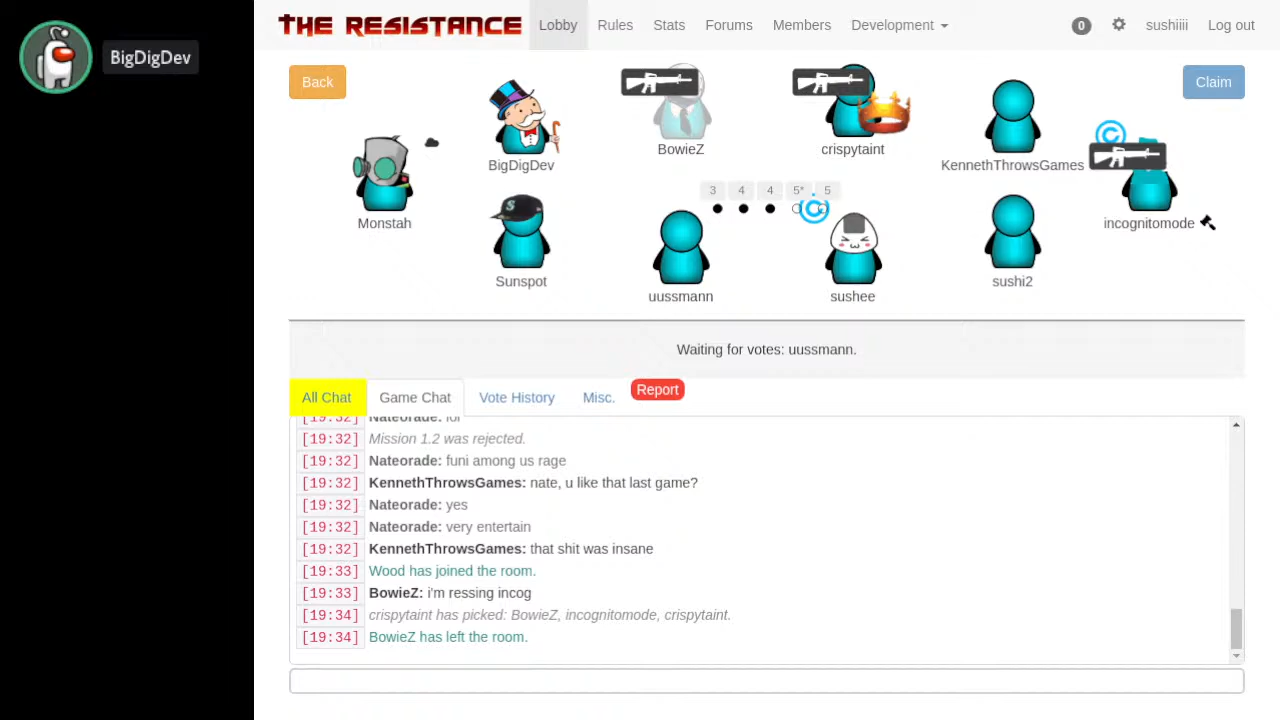 BigDigDev
THE RESISTANCE Lobby Rules Stats Forums Members Development 0 sushiiii Log out
Back
Claim
BowieZ
crispytaint
BigDigDev
KennethThrowsGames
3 4 4 5* 5
Monstah
incognitomode
Sunspot
sushi2
uussmann
sushee
Waiting for votes: uussmann.
All Chat Game Chat Vote History Misc. Report
[19:32] Nateorade: lol
[19:32] Mission 1.2 was rejected.
[19:32] Nateorade: funi among us rage
[19:32] KennethThrowsGames: nate, u like that last game?
[19:32] Nateorade: yes
[19:32] Nateorade: very entertain
[19:32] KennethThrowsGames: that shit was insane
[19:33] Wood has joined the room.
[19:33] BowieZ: i'm ressing incog
[19:34] crispytaint has picked: BowieZ, incognitomode, crispytaint.
[19:34] BowieZ has left the room.